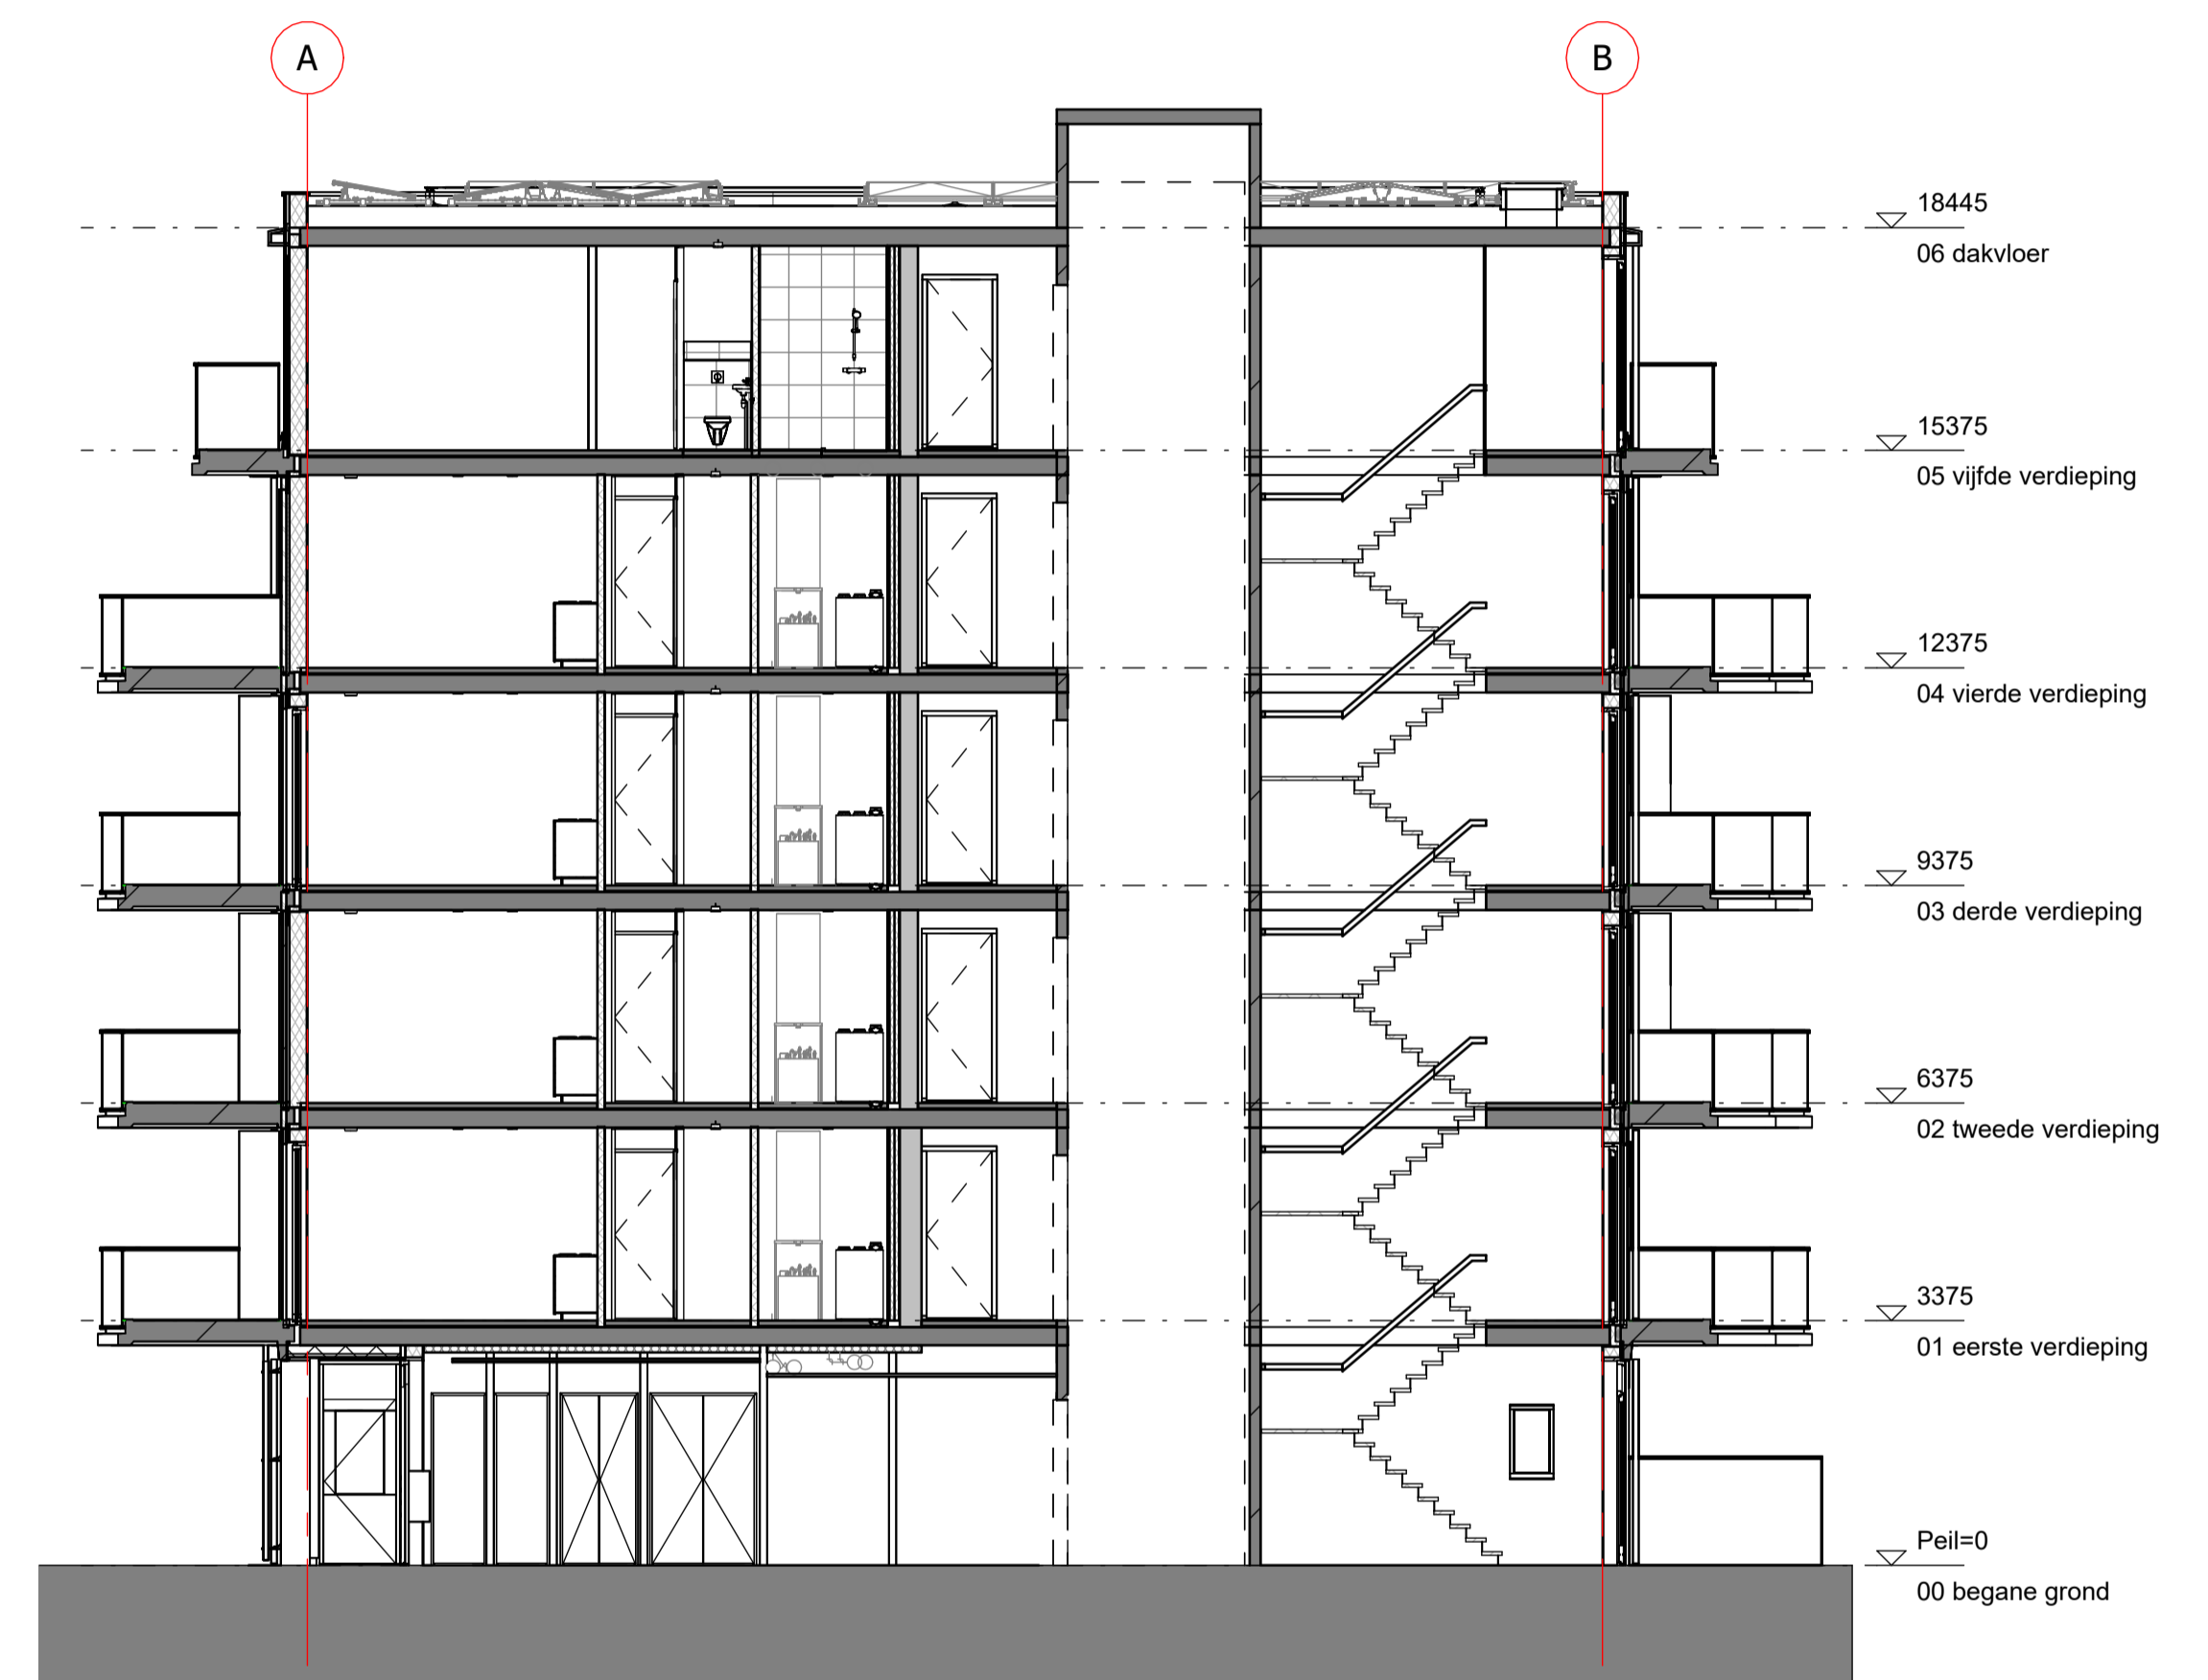 A
B
18445
06 dakvloer
15375
05 vijfde verdieping
12375
04 vierde verdieping
9375
03 derde verdieping
6375
02 tweede verdieping
3375
01 eerste verdieping
Peil=0
00 begane grond